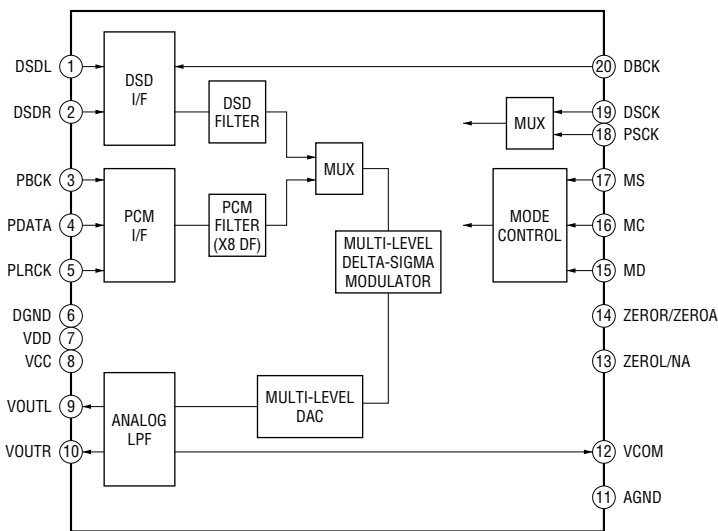 DSDL 1
DSDR 2
PBCK 3
PDATA 4
PLRCK 5
DGND 6
VDD 7
VCC 8
VOUTL 9
VOUTR 10
DSD
I/F
DSD
FILTER
PCM
I/F
PCM
FILTER
(X8 DF)
MUX
MULTI-LEVEL
DELTA-SIGMA
MODULATOR
MULTI-LEVEL
DAC
ANALOG
LPF
MUX
MODE
CONTROL
20 DBCK
19 DSCK
18 PSCK
17 MS
16 MC
15 MD
14 ZEROR/ZEROA
13 ZEROL/NA
12 VCOM
11 AGND